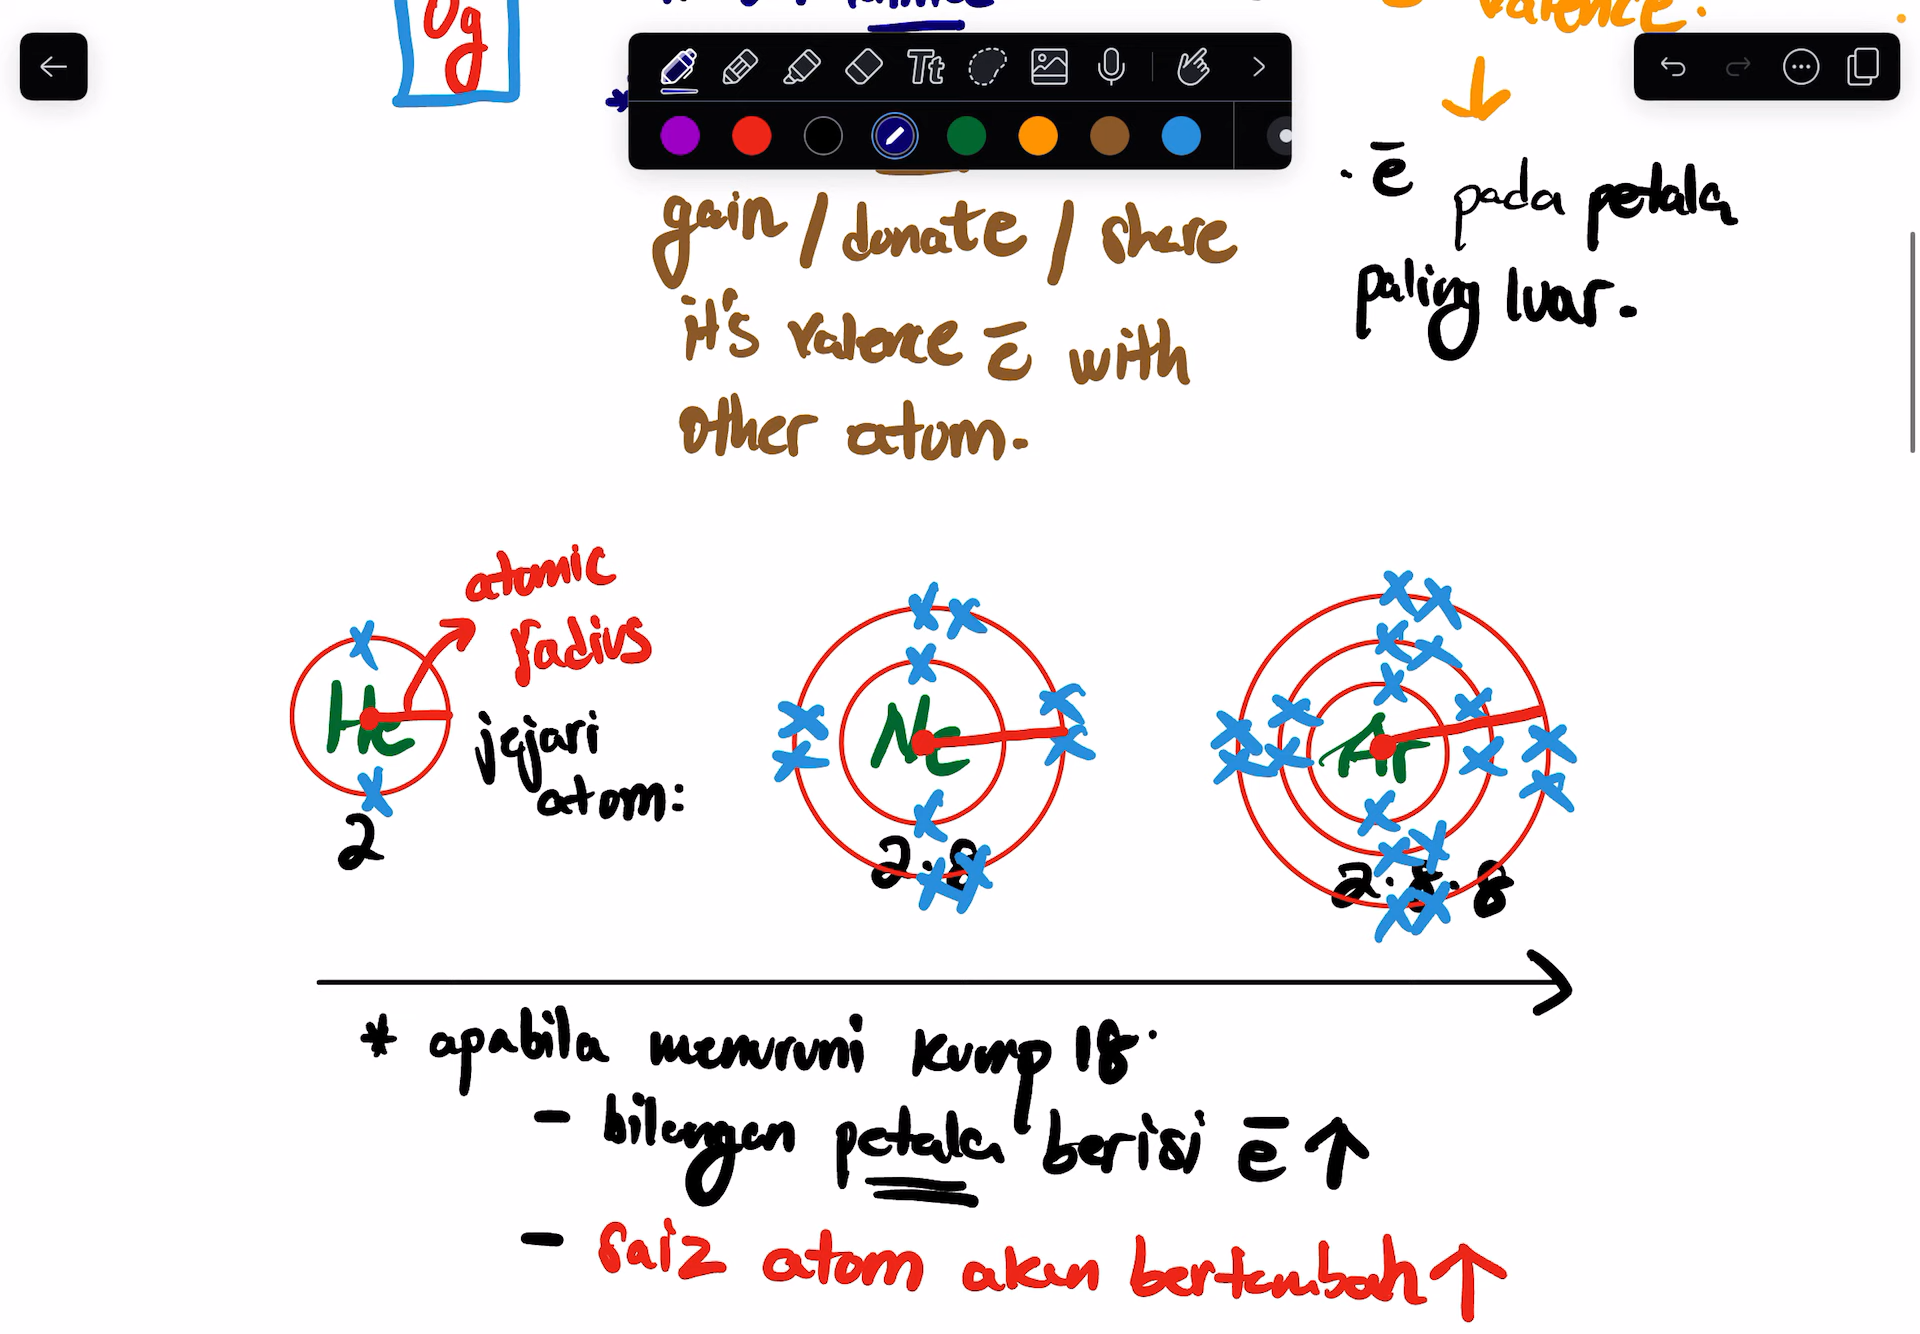 Og
valence.
Tt
. ē pada petala
paling luar.
gain / donate / share
it's valence ē with
other atom.
atomic
radius
jejari
atom:
He
2
Ne
2.8
Ar
2.8.8
* apabila menuruni kump 18.
- bilangan petala berisi ē ↑
- saiz atom akan bertambah ↑